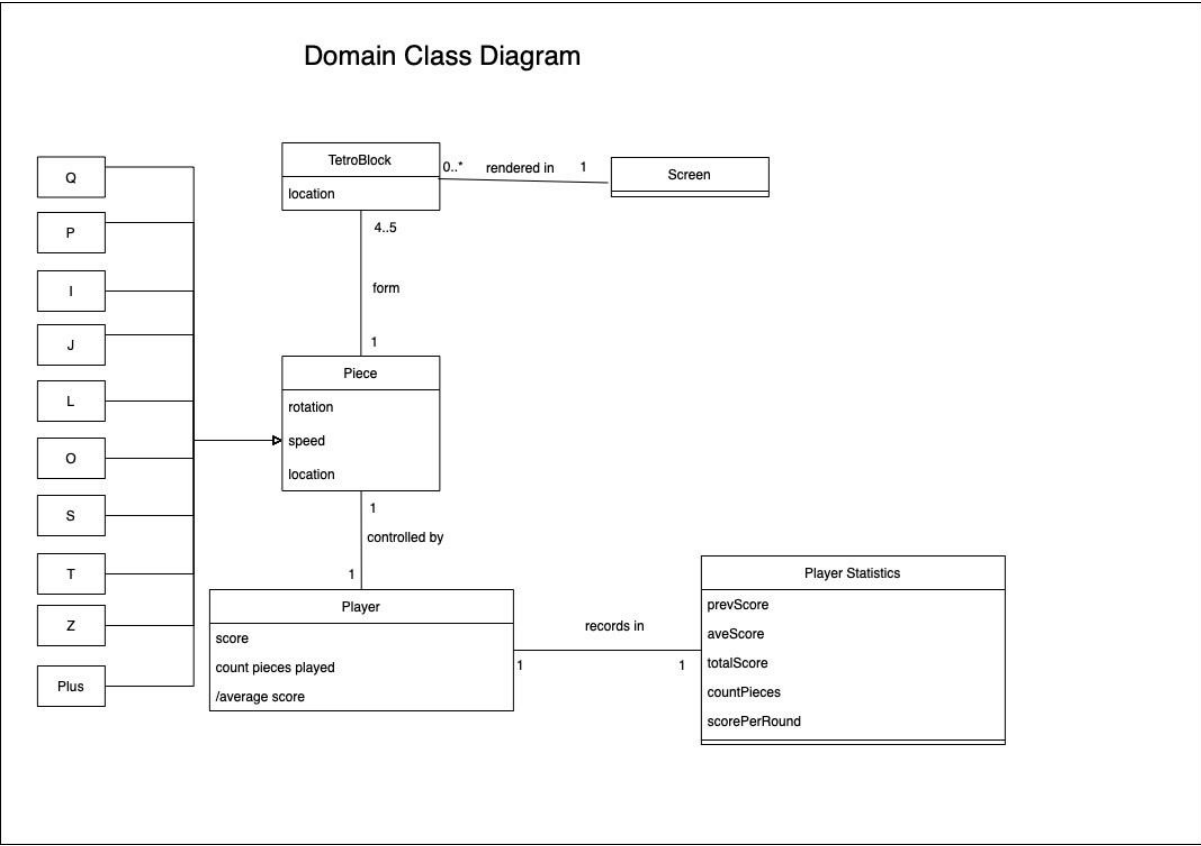 Domain Class Diagram
Q
P
I
J
L
O
S
T
Z
Plus
TetroBlock
location
0..* rendered in 1
Screen
4..5
form
1
Piece
rotation
speed
location
1
controlled by
1
Player
score
count pieces played
/average score
records in
1 1
Player Statistics
prevScore
aveScore
totalScore
countPieces
scorePerRound